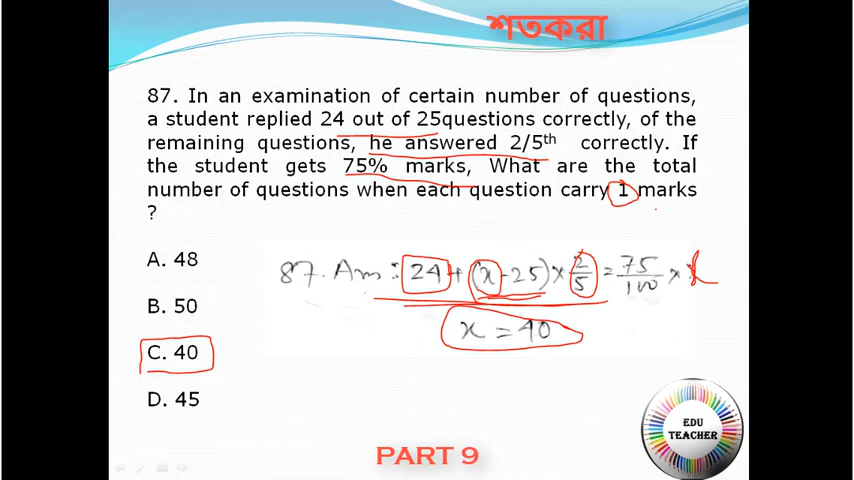 শতকরা
87. In an examination of certain number of questions,
a student replied 24 out of 25questions correctly, of the
remaining questions, he answered 2/5th correctly. If
the student gets 75% marks, What are the total
number of questions when each question carry 1 marks
?
A. 48
87. Ans: 24 + (x-25) × 2/5 = 75/100 × x
B. 50
x = 40
C. 40
D. 45
EDU
TEACHER
PART 9